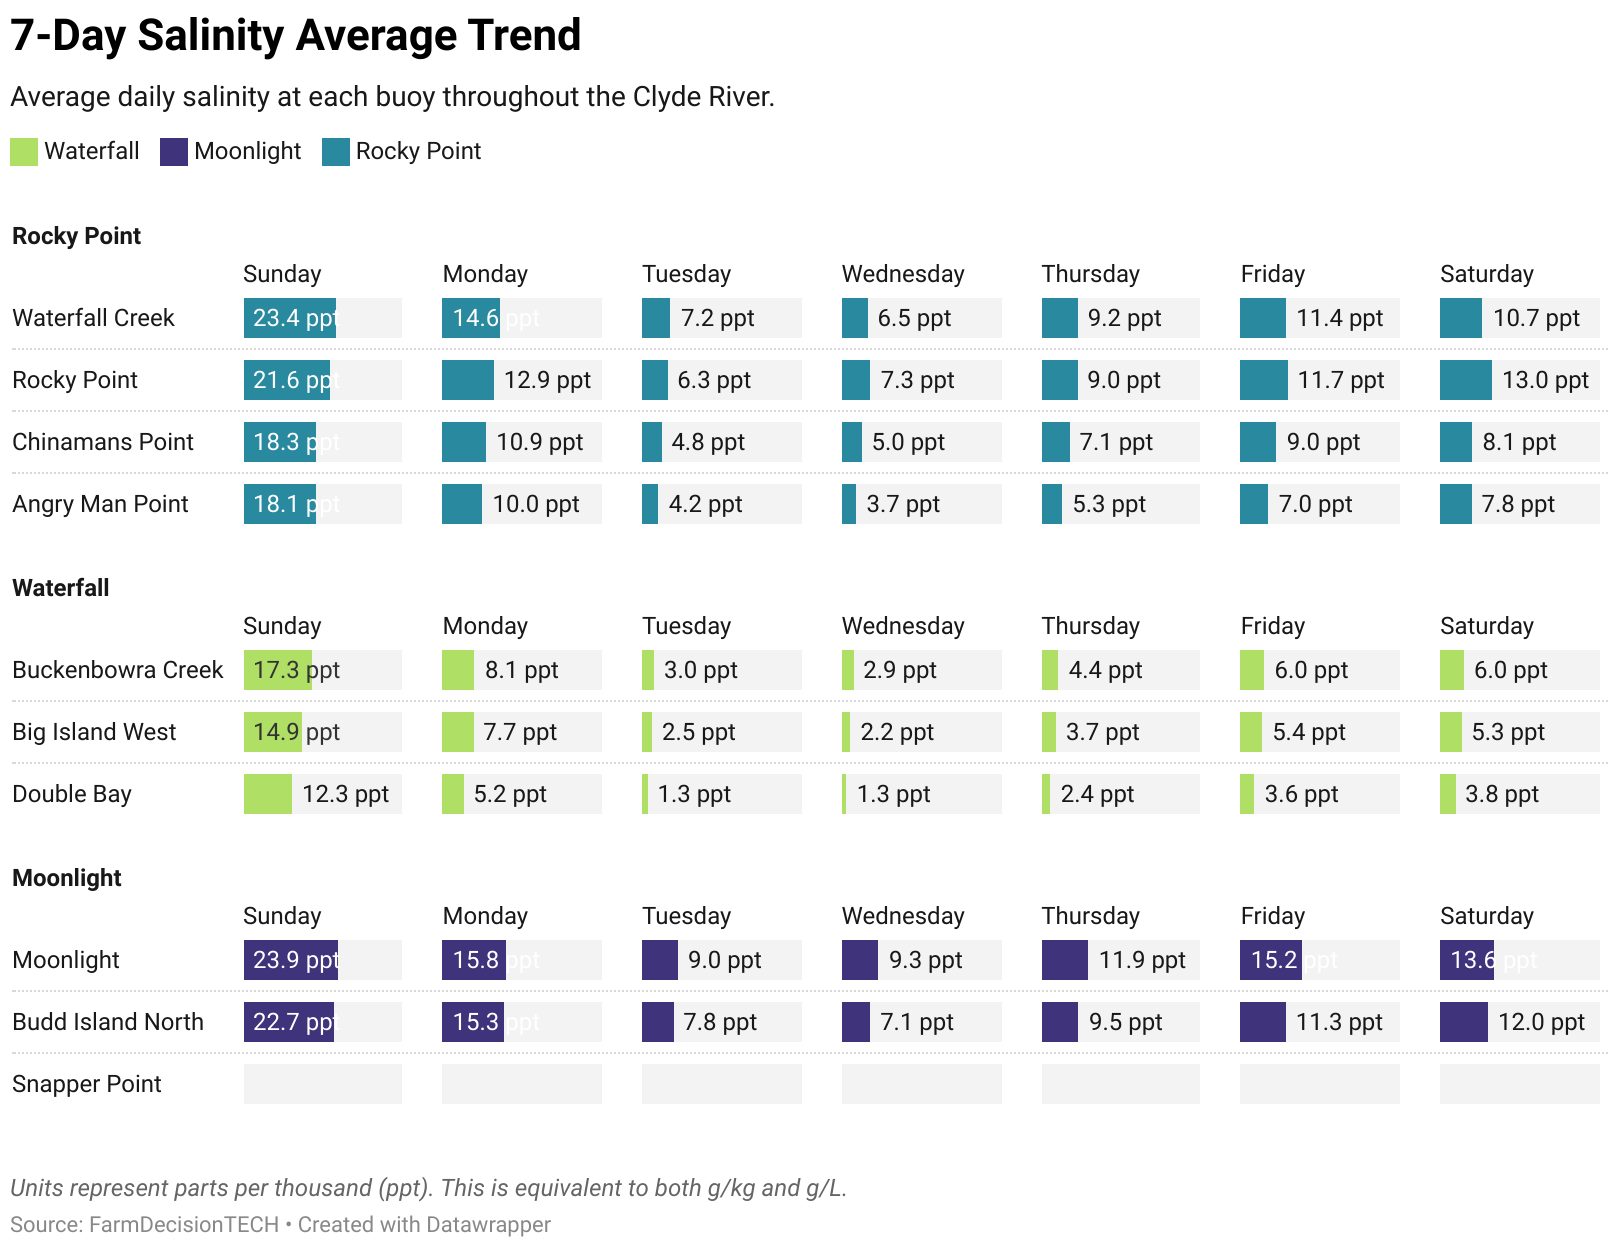 7-Day Salinity Average Trend
Average daily salinity at each buoy throughout the Clyde River.
Waterfall Moonlight Rocky Point
Rocky Point
Sunday Monday Tuesday Wednesday Thursday Friday Saturday
Waterfall Creek 23.4 ppt 14.6 ppt 7.2 ppt 6.5 ppt 9.2 ppt 11.4 ppt 10.7 ppt
Rocky Point 21.6 ppt 12.9 ppt 6.3 ppt 7.3 ppt 9.0 ppt 11.7 ppt 13.0 ppt
Chinamans Point 18.3 ppt 10.9 ppt 4.8 ppt 5.0 ppt 7.1 ppt 9.0 ppt 8.1 ppt
Angry Man Point 18.1 ppt 10.0 ppt 4.2 ppt 3.7 ppt 5.3 ppt 7.0 ppt 7.8 ppt
Waterfall
Sunday Monday Tuesday Wednesday Thursday Friday Saturday
Buckenbowra Creek 17.3 ppt 8.1 ppt 3.0 ppt 2.9 ppt 4.4 ppt 6.0 ppt 6.0 ppt
Big Island West 14.9 ppt 7.7 ppt 2.5 ppt 2.2 ppt 3.7 ppt 5.4 ppt 5.3 ppt
Double Bay 12.3 ppt 5.2 ppt 1.3 ppt 1.3 ppt 2.4 ppt 3.6 ppt 3.8 ppt
Moonlight
Sunday Monday Tuesday Wednesday Thursday Friday Saturday
Moonlight 23.9 ppt 15.8 ppt 9.0 ppt 9.3 ppt 11.9 ppt 15.2 ppt 13.6 ppt
Budd Island North 22.7 ppt 15.3 ppt 7.8 ppt 7.1 ppt 9.5 ppt 11.3 ppt 12.0 ppt
Snapper Point
Units represent parts per thousand (ppt). This is equivalent to both g/kg and g/L.
Source: FarmDecisionTECH • Created with Datawrapper